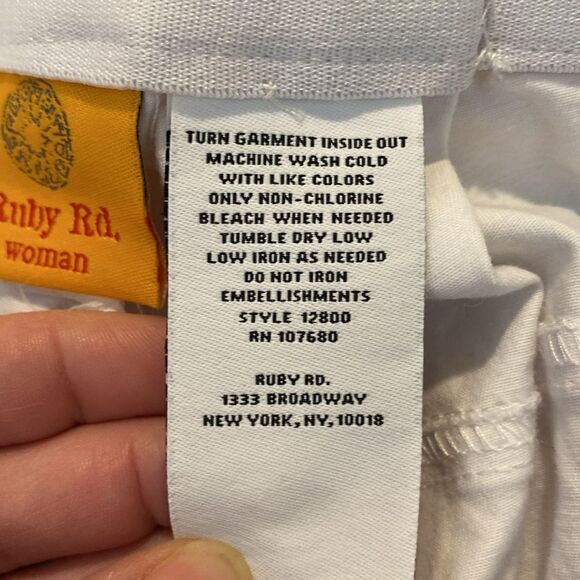 Ruby Rd.
woman
TURN GARMENT INSIDE OUT
MACHINE WASH COLD
WITH LIKE COLORS
ONLY NON-CHLORINE
BLEACH WHEN NEEDED
TUMBLE DRY LOW
LOW IRON AS NEEDED
DO NOT IRON
EMBELLISHMENTS
STYLE 12800
RN 107680
RUBY RD.
1333 BROADWAY
NEW YORK, NY, 10018